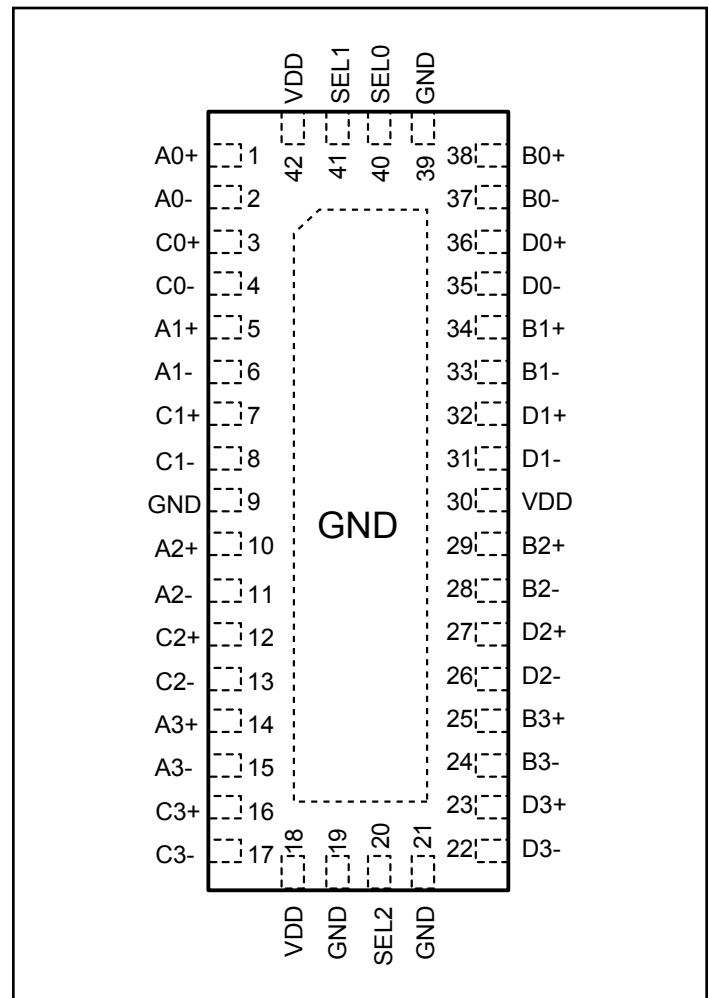 VDD SEL1 SEL0 GND
42 41 40 39
A0+ 1 38 B0+
A0- 2 37 B0-
C0+ 3 36 D0+
C0- 4 35 D0-
A1+ 5 34 B1+
A1- 6 33 B1-
C1+ 7 32 D1+
C1- 8 31 D1-
GND 9 30 VDD
GND
A2+ 10 29 B2+
A2- 11 28 B2-
C2+ 12 27 D2+
C2- 13 26 D2-
A3+ 14 25 B3+
A3- 15 24 B3-
C3+ 16 23 D3+
C3- 17 22 D3-
18 19 20 21
VDD GND SEL2 GND